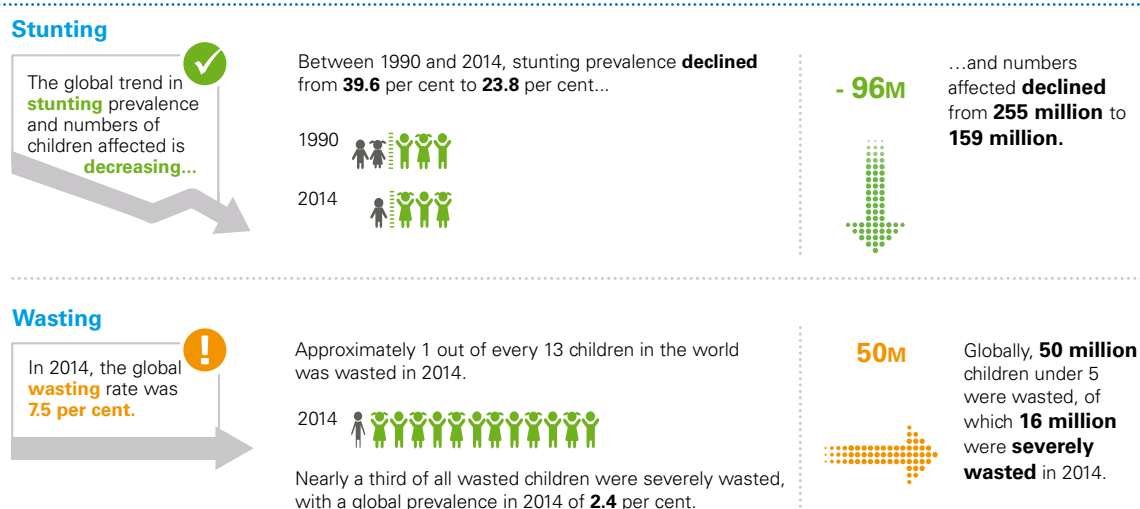 Stunting
The global trend in
stunting prevalence
and numbers of
children affected is
decreasing...
Between 1990 and 2014, stunting prevalence declined
from 39.6 per cent to 23.8 per cent...
1990
2014
- 96M
…and numbers
affected declined
from 255 million to
159 million.
Wasting
In 2014, the global
wasting rate was
7.5 per cent.
!
Approximately 1 out of every 13 children in the world
was wasted in 2014.
2014
Nearly a third of all wasted children were severely wasted,
with a global prevalence in 2014 of 2.4 per cent.
50M
Globally, 50 million
children under 5
were wasted, of
which 16 million
were severely
wasted in 2014.